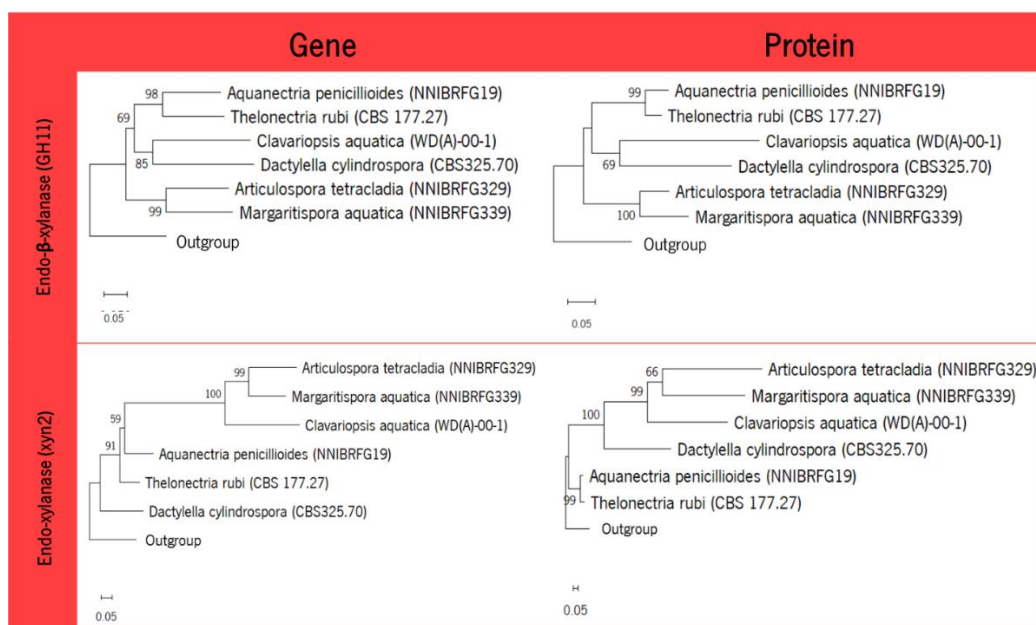 Gene
Protein
Endo-β-xylanase (GH11)
98
Aquanectria penicillioides (NNIBRFG19)
69
Thelonectria rubi (CBS 177.27)
Clavariopsis aquatica (WD(A)-00-1)
85
Dactylella cylindrospora (CBS325.70)
Articulospora tetracladia (NNIBRFG329)
99
Margaritispora aquatica (NNIBRFG339)
Outgroup
0.05
99
Aquanectria penicillioides (NNIBRFG19)
Thelonectria rubi (CBS 177.27)
Clavariopsis aquatica (WD(A)-00-1)
69
Dactylella cylindrospora (CBS325.70)
Articulospora tetracladia (NNIBRFG329)
100
Margaritispora aquatica (NNIBRFG339)
Outgroup
0.05
Endo-xylanase (xyn2)
99
Articulospora tetracladia (NNIBRFG329)
100
Margaritispora aquatica (NNIBRFG339)
Clavariopsis aquatica (WD(A)-00-1)
59
91
Aquanectria penicillioides (NNIBRFG19)
Thelonectria rubi (CBS 177.27)
Dactylella cylindrospora (CBS325.70)
Outgroup
0.05
66
Articulospora tetracladia (NNIBRFG329)
99
Margaritispora aquatica (NNIBRFG339)
100
Clavariopsis aquatica (WD(A)-00-1)
Dactylella cylindrospora (CBS325.70)
Aquanectria penicillioides (NNIBRFG19)
99
Thelonectria rubi (CBS 177.27)
Outgroup
0.05